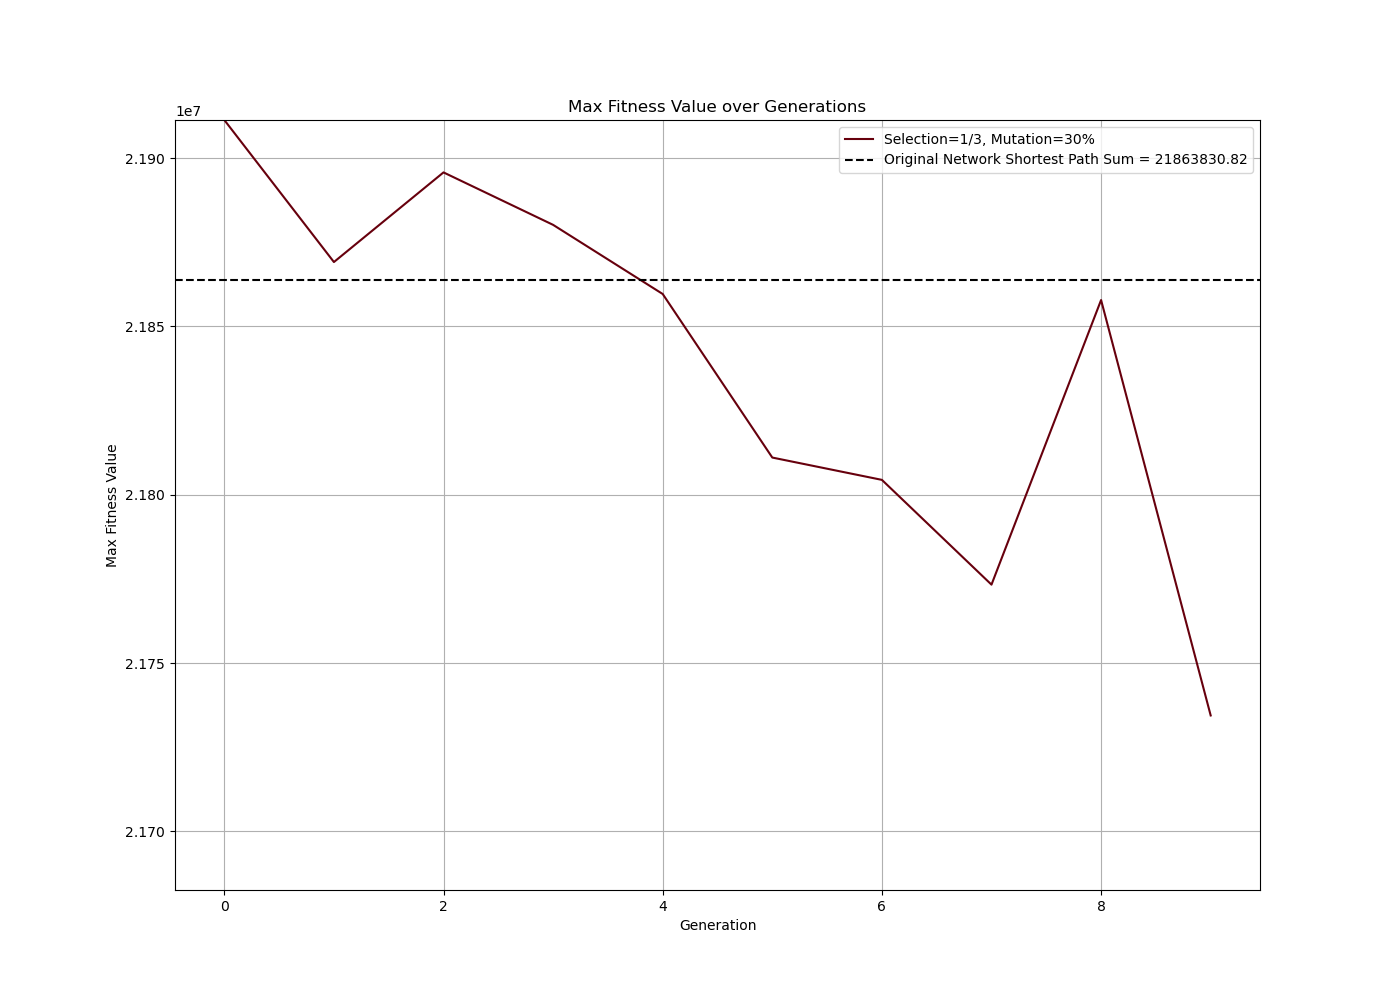 Max Fitness Value over Generations
1e7
Selection=1/3, Mutation=30%
Original Network Shortest Path Sum = 21863830.82
2.190
2.185
2.180
2.175
2.170
Max Fitness Value
0 2 4 6 8
Generation